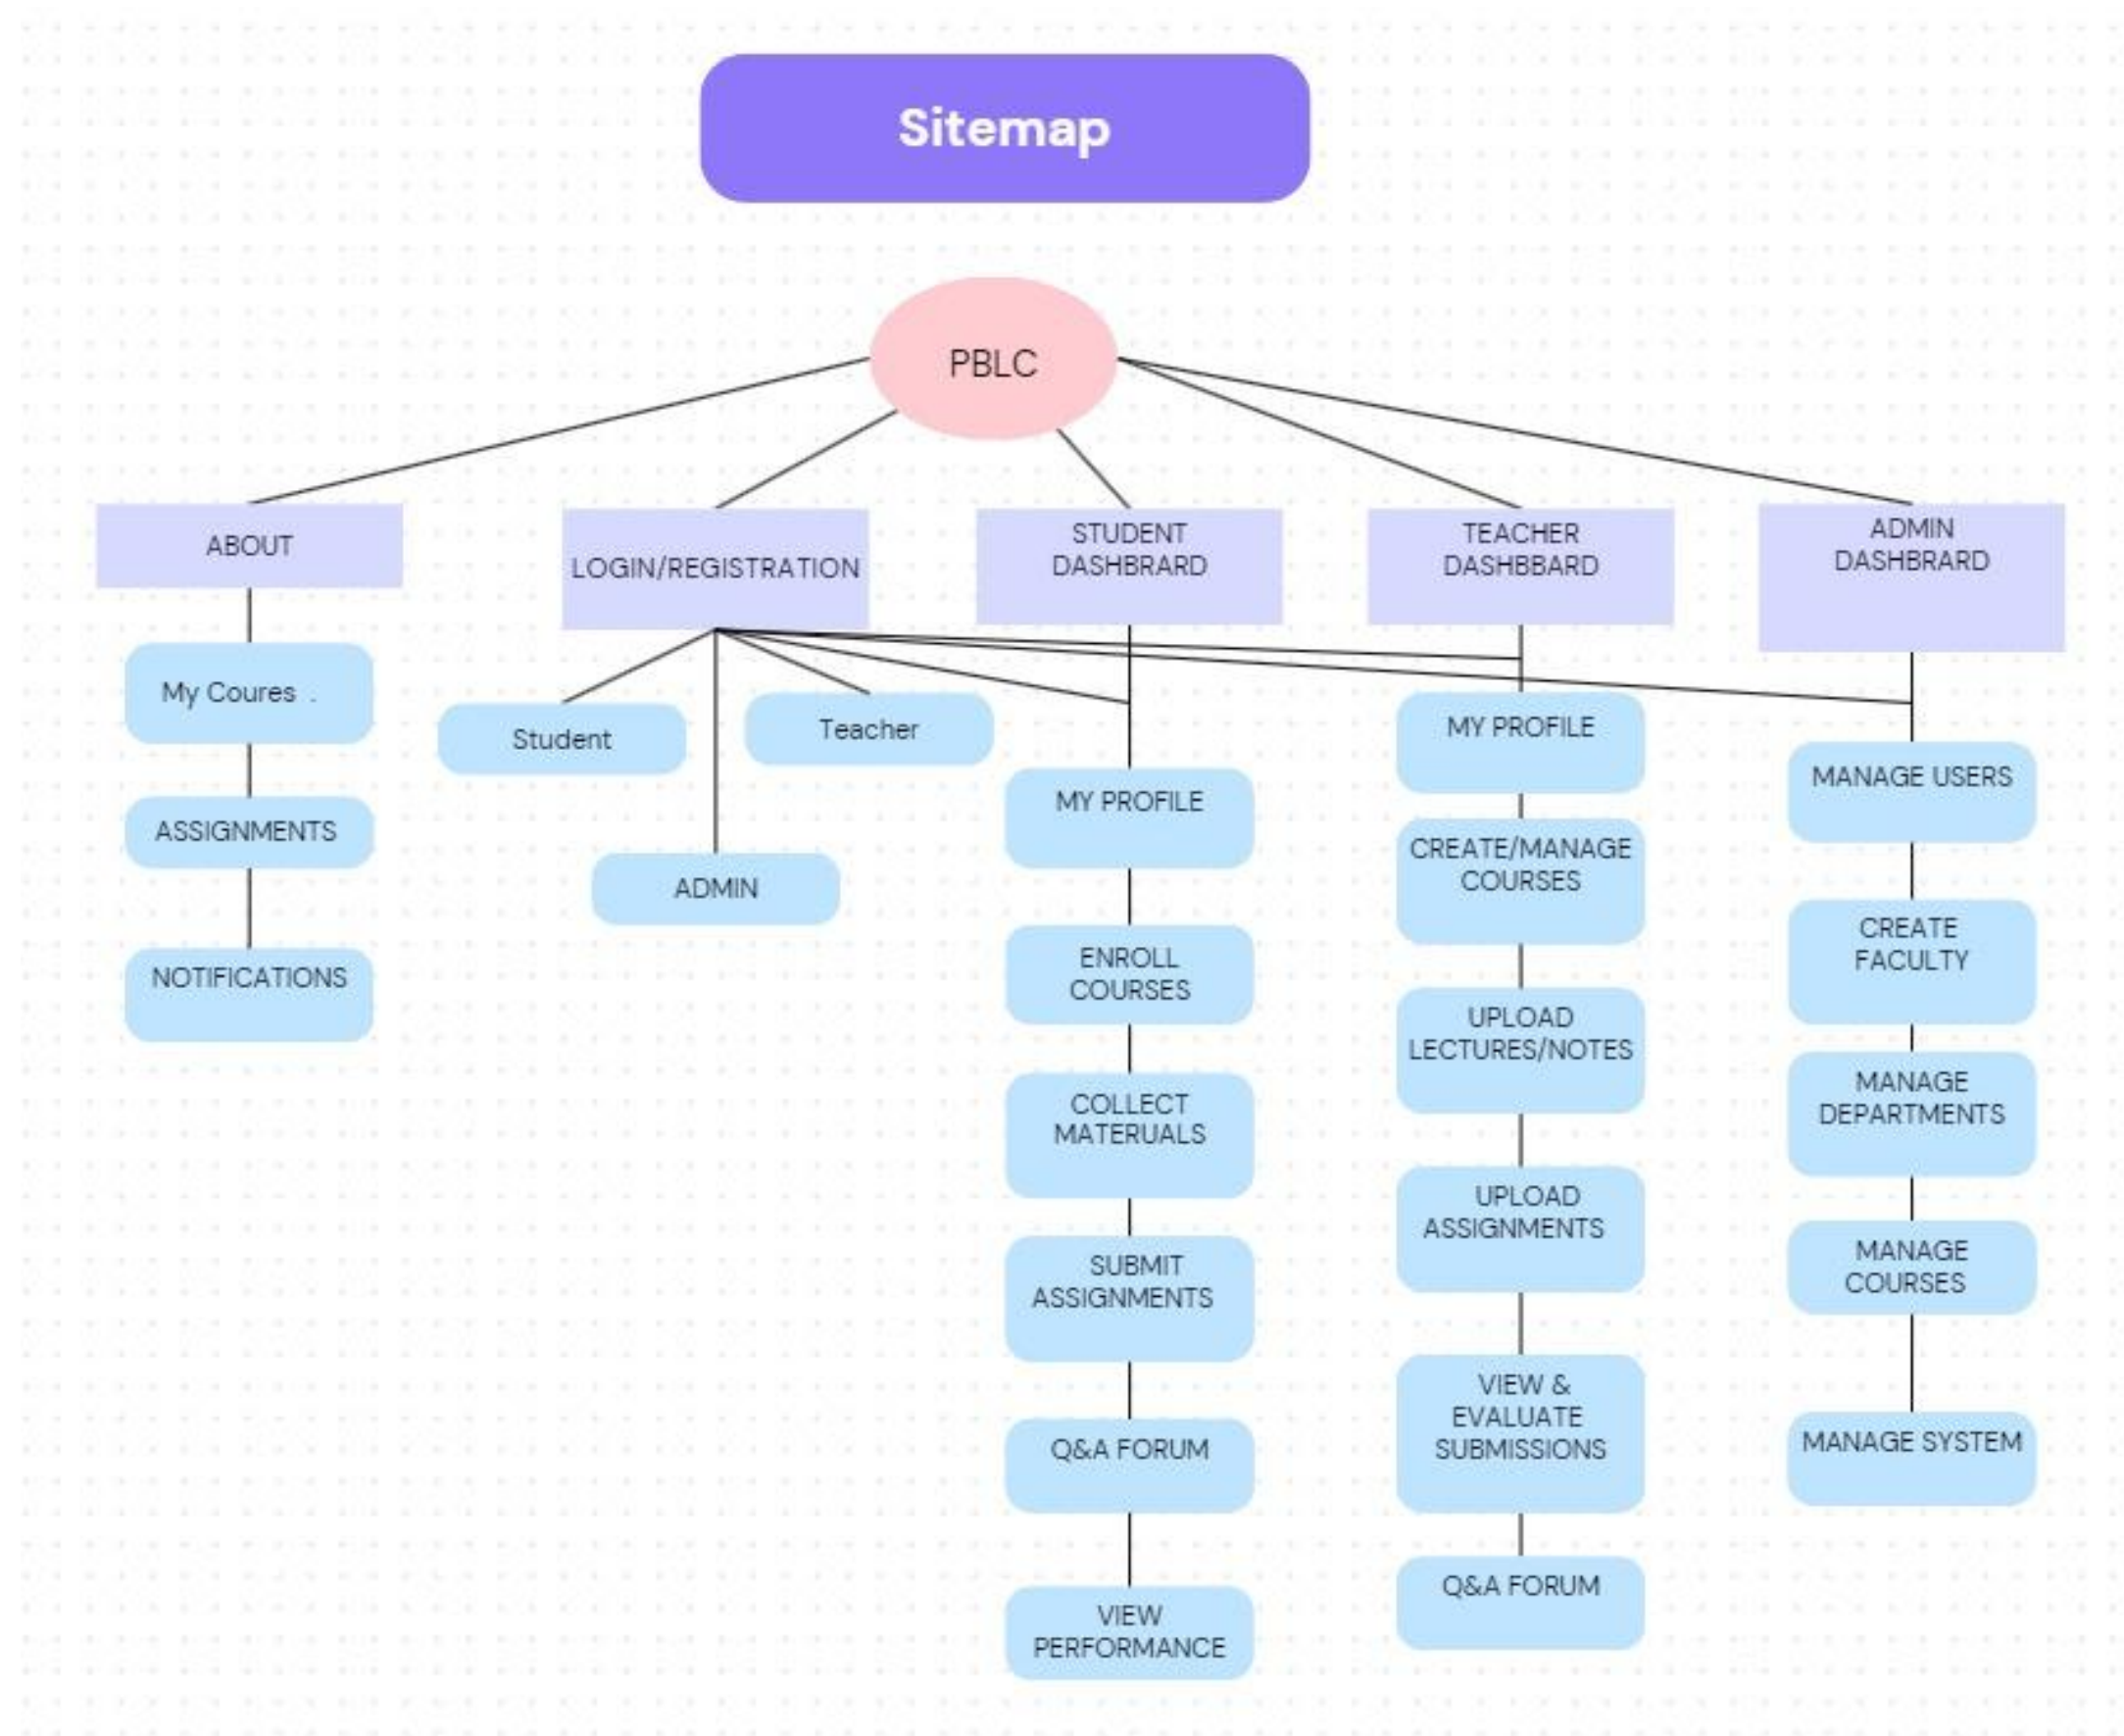 Sitemap
PBLC
ABOUT
My Coures .
ASSIGNMENTS
NOTIFICATIONS
LOGIN/REGISTRATION
Student
Teacher
ADMIN
STUDENT
DASHBRARD
MY PROFILE
ENROLL
COURSES
COLLECT
MATERUALS
SUBMIT
ASSIGNMENTS
Q&A FORUM
VIEW
PERFORMANCE
TEACHER
DASHBBARD
MY PROFILE
CREATE/MANAGE
COURSES
UPLOAD
LECTURES/NOTES
UPLOAD
ASSIGNMENTS
VIEW &
EVALUATE
SUBMISSIONS
Q&A FORUM
ADMIN
DASHBRARD
MANAGE USERS
CREATE
FACULTY
MANAGE
DEPARTMENTS
MANAGE
COURSES
MANAGE SYSTEM